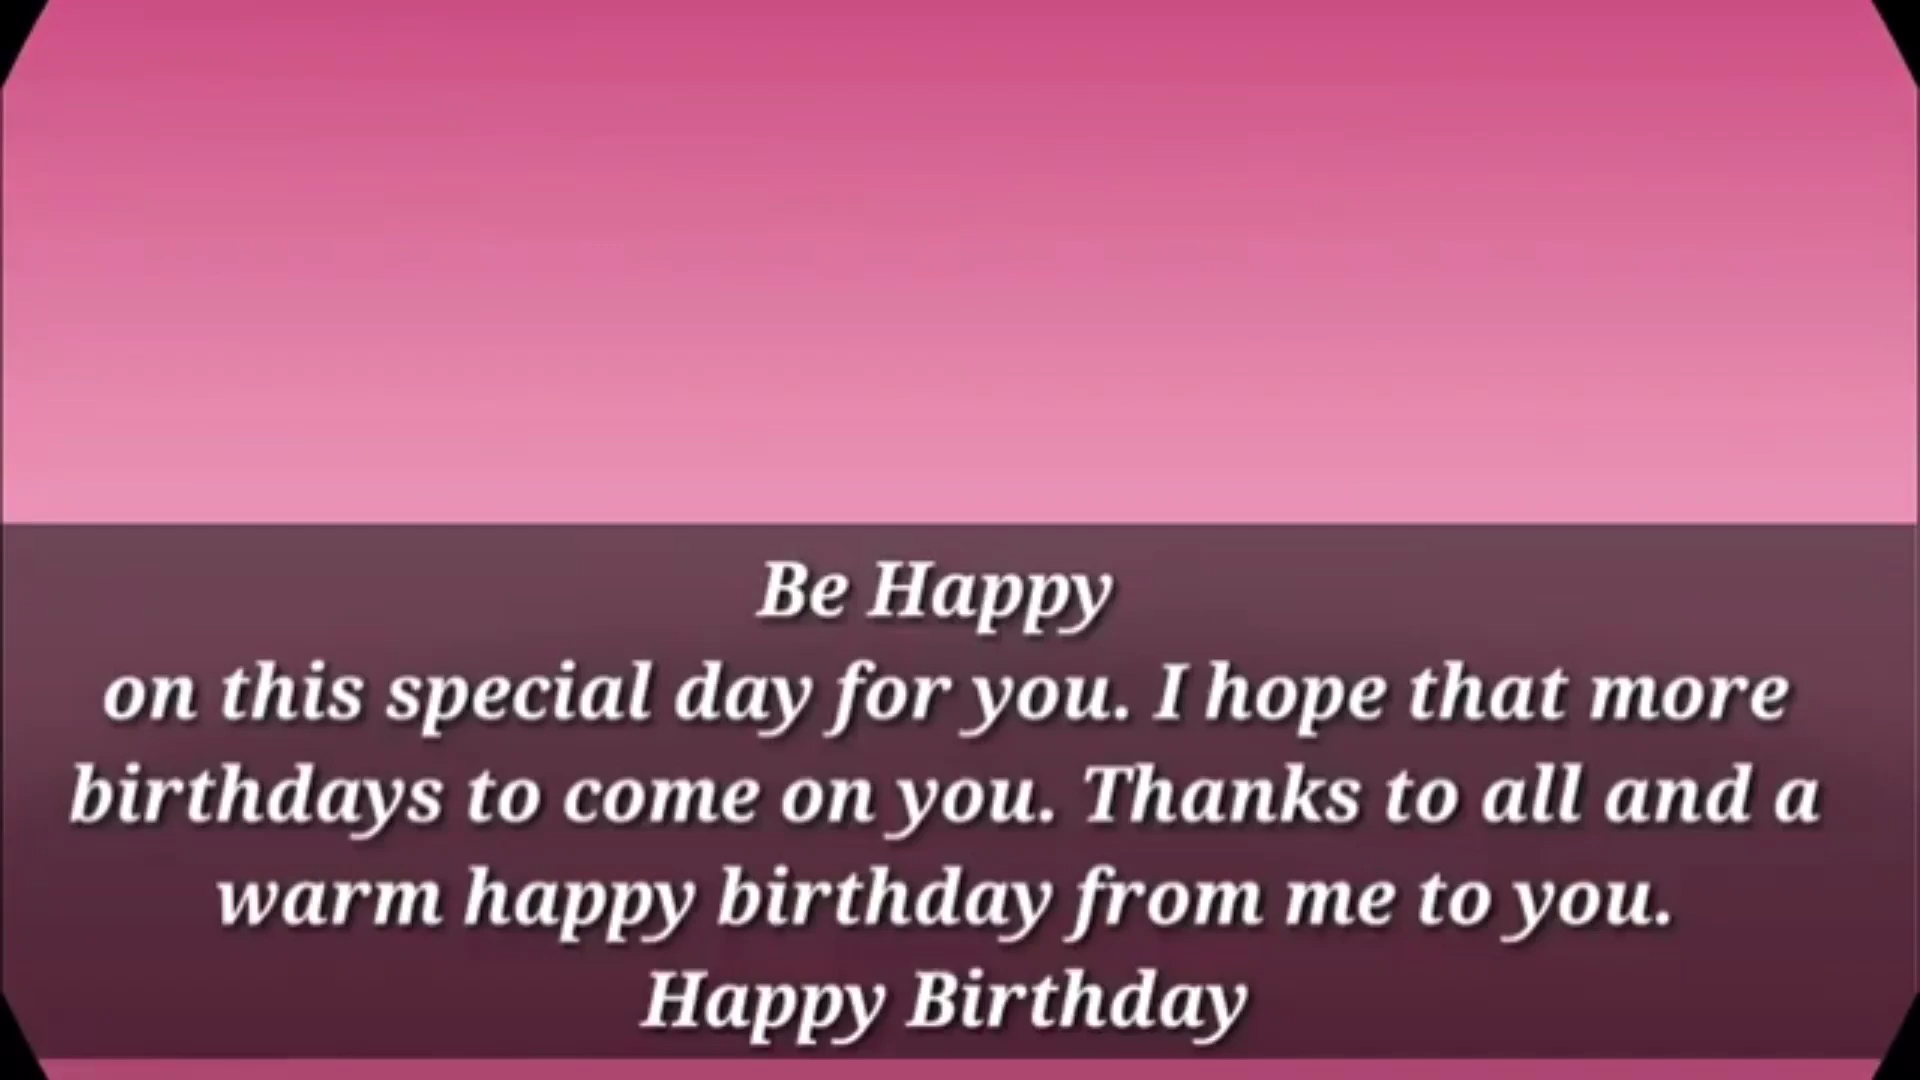 Be Happy
on this special day for you. I hope that more
birthdays to come on you. Thanks to all and a
warm happy birthday from me to you.
Happy Birthday